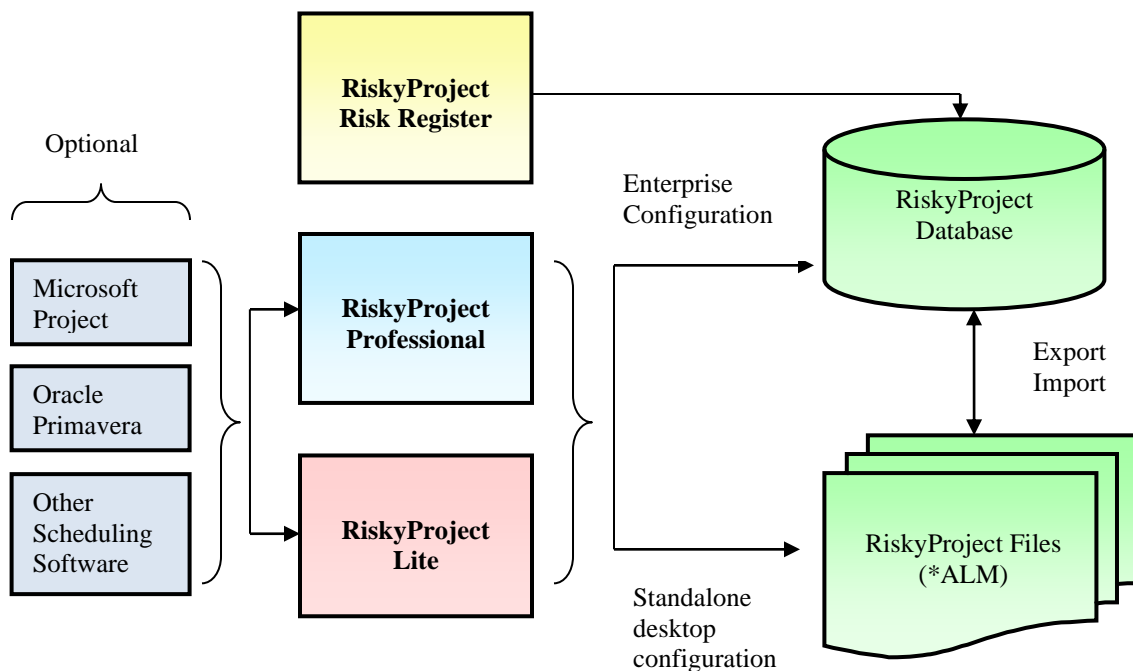 RiskyProject
Risk Register
Optional
Enterprise
Configuration
RiskyProject
Database
Microsoft
Project
RiskyProject
Professional
Export
Import
Oracle
Primavera
Other
Scheduling
Software
RiskyProject
Lite
RiskyProject Files
(*ALM)
Standalone
desktop
configuration